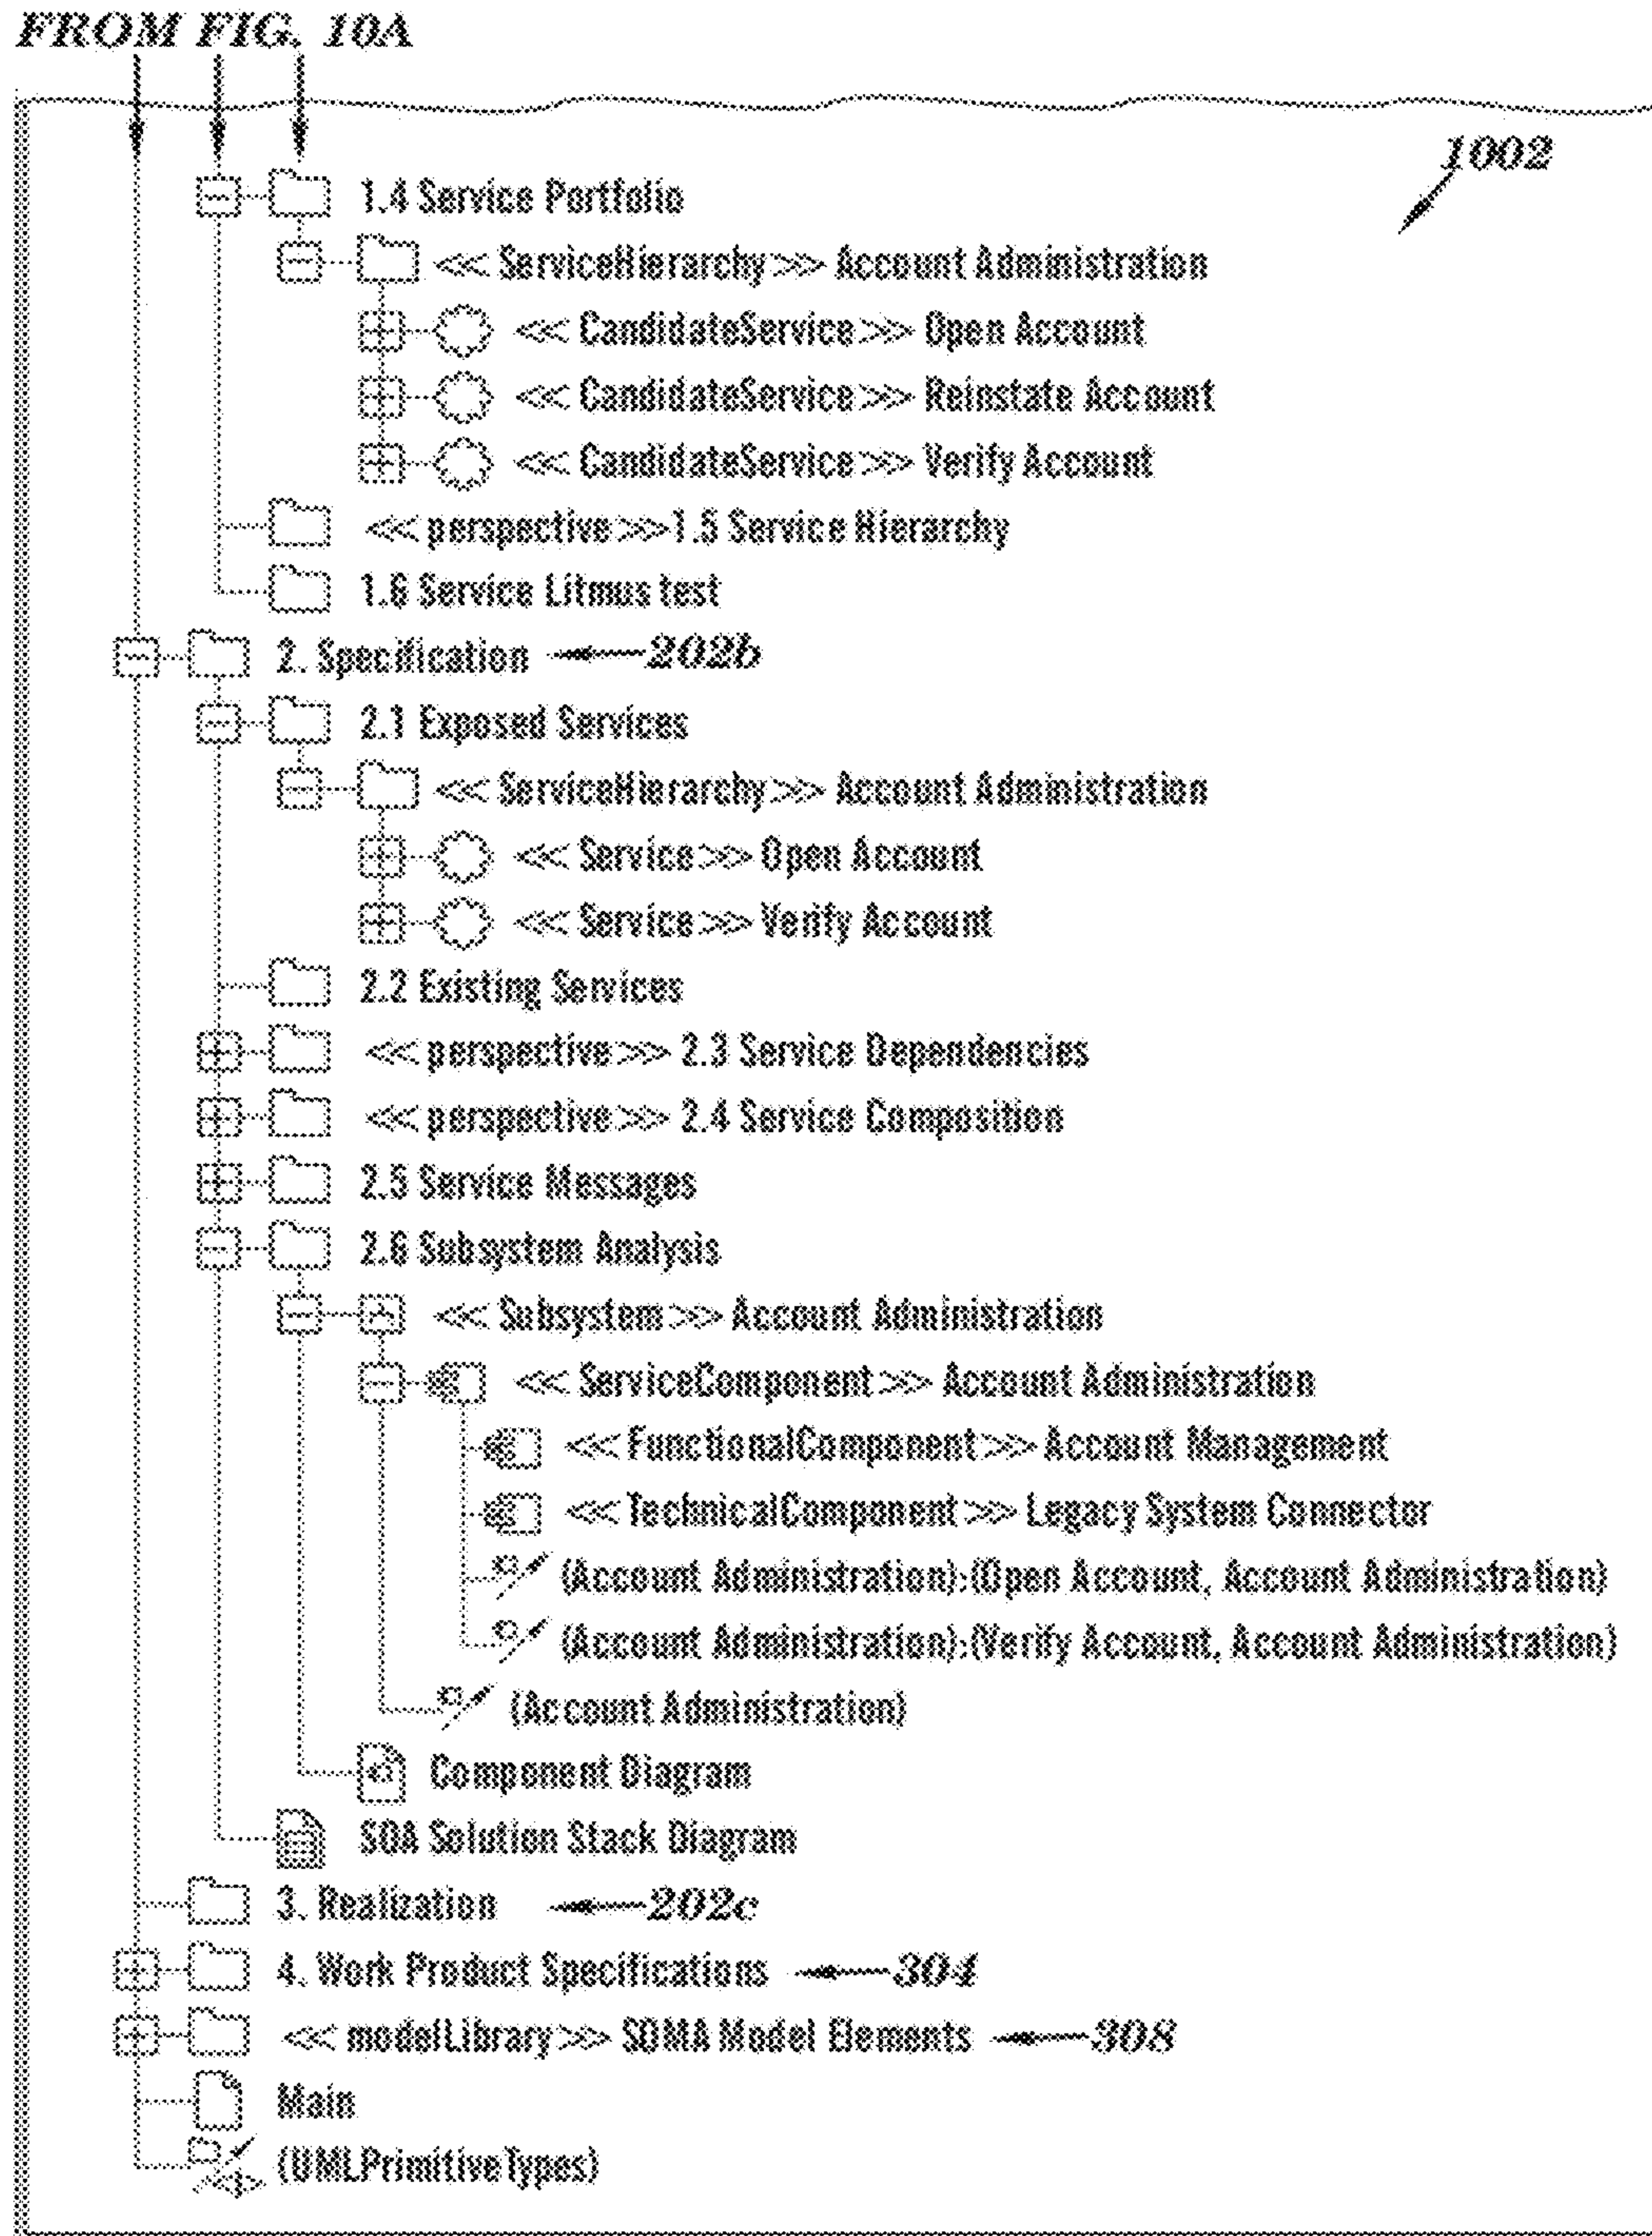 FROM FIG. 10A
1002
1.4 Service Portfolio
<< ServiceHierarchy >> Account Administration
<< CandidateService >> Open Account
<< CandidateService >> Reinstate Account
<< CandidateService >> Verify Account
<< perspective >>1.5 Service Hierarchy
1.6 Service Litmus test
2. Specification 202b
2.1 Exposed Services
<< ServiceHierarchy >> Account Administration
<< Service >> Open Account
<< Service >> Verify Account
2.2 Existing Services
<< perspective >> 2.3 Service Dependencies
<< perspective >> 2.4 Service Composition
2.5 Service Messages
2.6 Subsystem Analysis
<< Subsystem >> Account Administration
<< ServiceComponent >> Account Administration
<< FunctionalComponent >> Account Management
<< TechnicalComponent >> Legacy System Connector
(Account Administration):(Open Account, Account Administration)
(Account Administration):(Verify Account, Account Administration)
(Account Administration)
Component Diagram
SOA Solution Stack Diagram
3. Realization 202c
4. Work Product Specifications 304
<< modelLibrary >> SOMA Model Elements 308
Main
(UMLPrimitiveTypes)